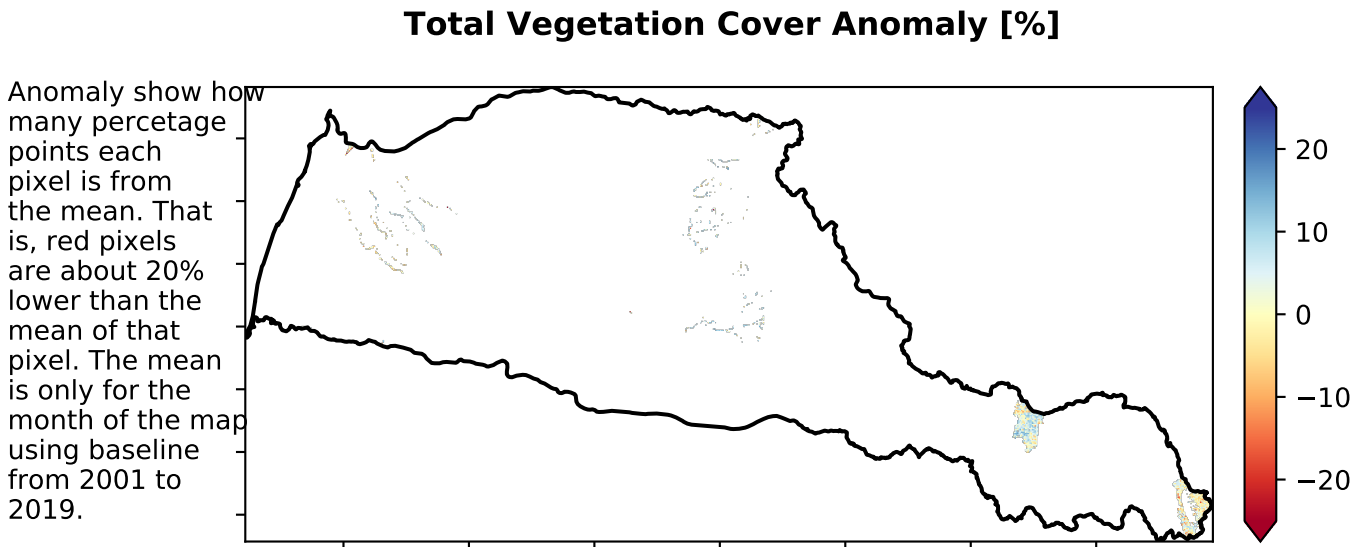 Total Vegetation Cover Anomaly [%]
Anomaly show how
many percetage
points each
pixel is from
the mean. That
is, red pixels
are about 20%
lower than the
mean of that
pixel. The mean
is only for the
month of the map
using baseline
from 2001 to
2019.
20
10
0
−10
−20